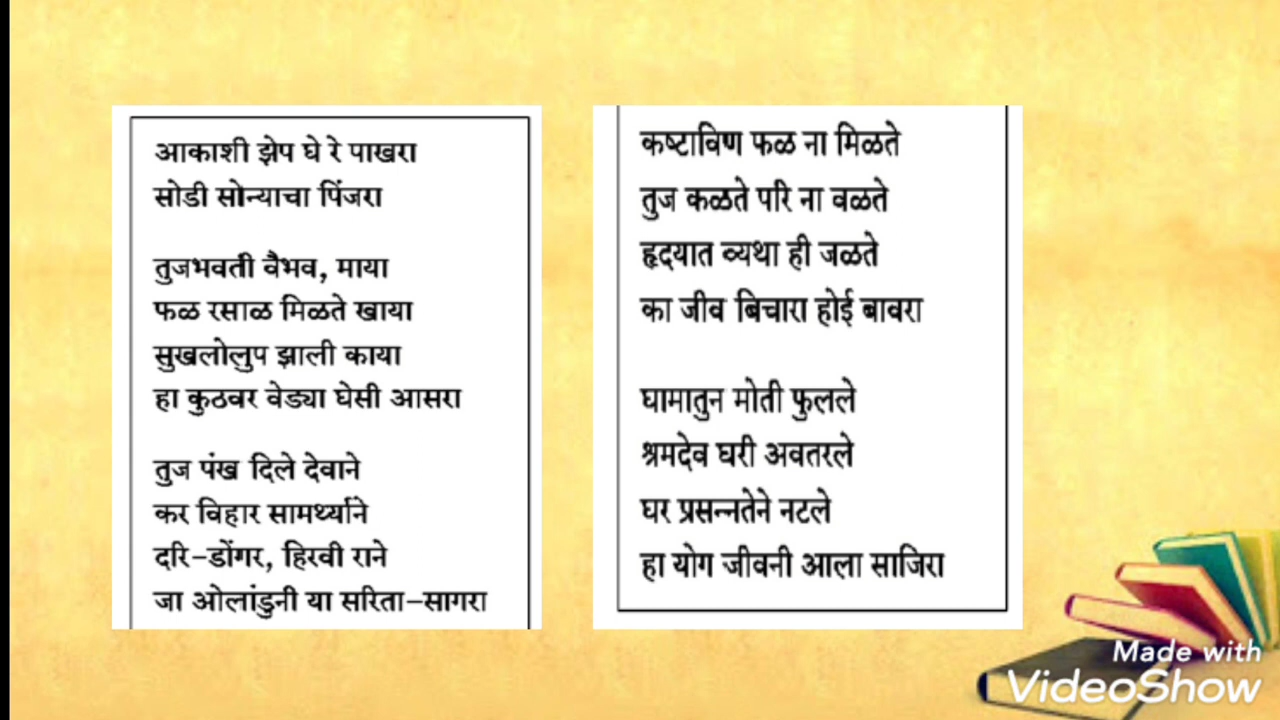 आकाशी झेप घे रे पाखरा
सोडी सोन्याचा पिंजरा
तुजभवती वैभव, माया
फळ रसाळ मिळते खाया
सुखलोलुप झाली काया
हा कुठवर वेड्या घेसी आसरा
तुज पंख दिले देवाने
कर विहार सामर्थ्याने
दरि-डोंगर, हिरवी राने
जा ओलांडुनी या सरिता-सागरा
कष्टाविण फळ ना मिळते
तुज कळते परि ना वळते
हृदयात व्यथा ही जळते
का जीव बिचारा होई बावरा
घामातुन मोती फुलले
श्रमदेव घरी अवतरले
घर प्रसन्नतेने नटले
हा योग जीवनी आला साजिरा
Made with
VideoShow